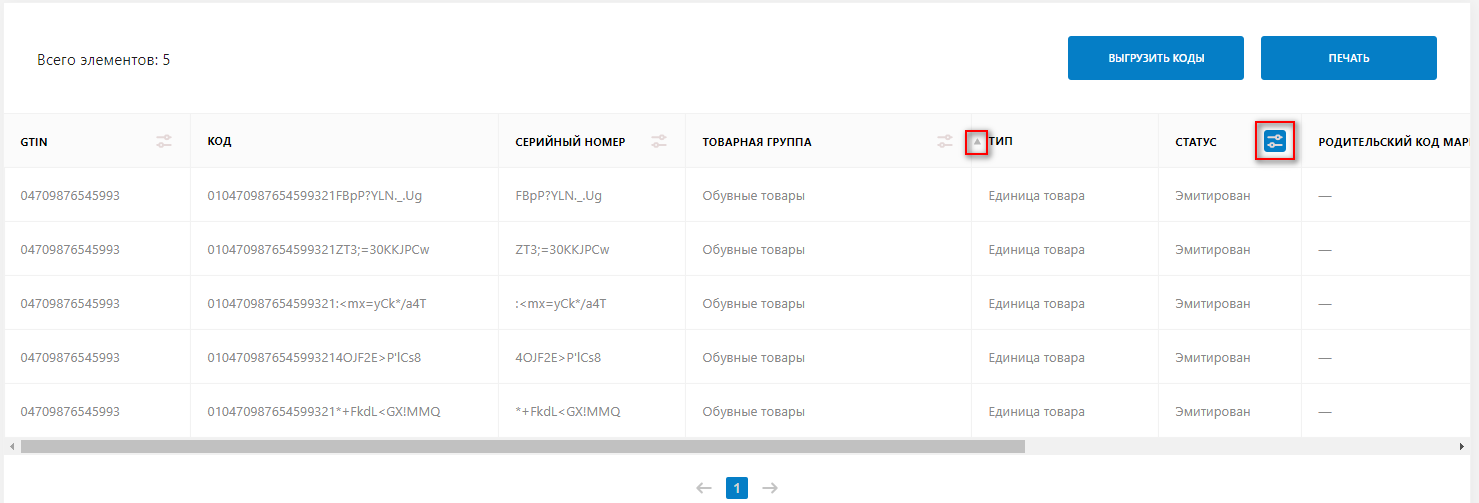 Всего элементов: 5
ВЫГРУЗИТЬ КОДЫ
ПЕЧАТЬ
GTIN КОД СЕРИЙНЫЙ НОМЕР ТОВАРНАЯ ГРУППА ТИП СТАТУС РОДИТЕЛЬСКИЙ КОД МАР
04709876545993 010470987654599321FBpP?YLN._.Ug FBpP?YLN._.Ug Обувные товары Единица товара Эмитирован —
04709876545993 010470987654599321ZT3;=30KKJPCw ZT3;=30KKJPCw Обувные товары Единица товара Эмитирован —
04709876545993 010470987654599321:<mx=yCk*/a4T :<mx=yCk*/a4T Обувные товары Единица товара Эмитирован —
04709876545993 0104709876545993214OJF2E>P'lCs8 4OJF2E>P'lCs8 Обувные товары Единица товара Эмитирован —
04709876545993 010470987654599321*+FkdL<GX!MMQ *+FkdL<GX!MMQ Обувные товары Единица товара Эмитирован —
1